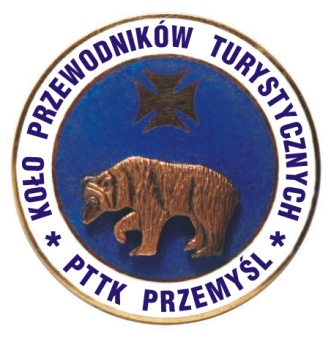 KOŁO PRZEWODNIKÓW TURYSTYCZNYCH
* PTTK PRZEMYŚL *